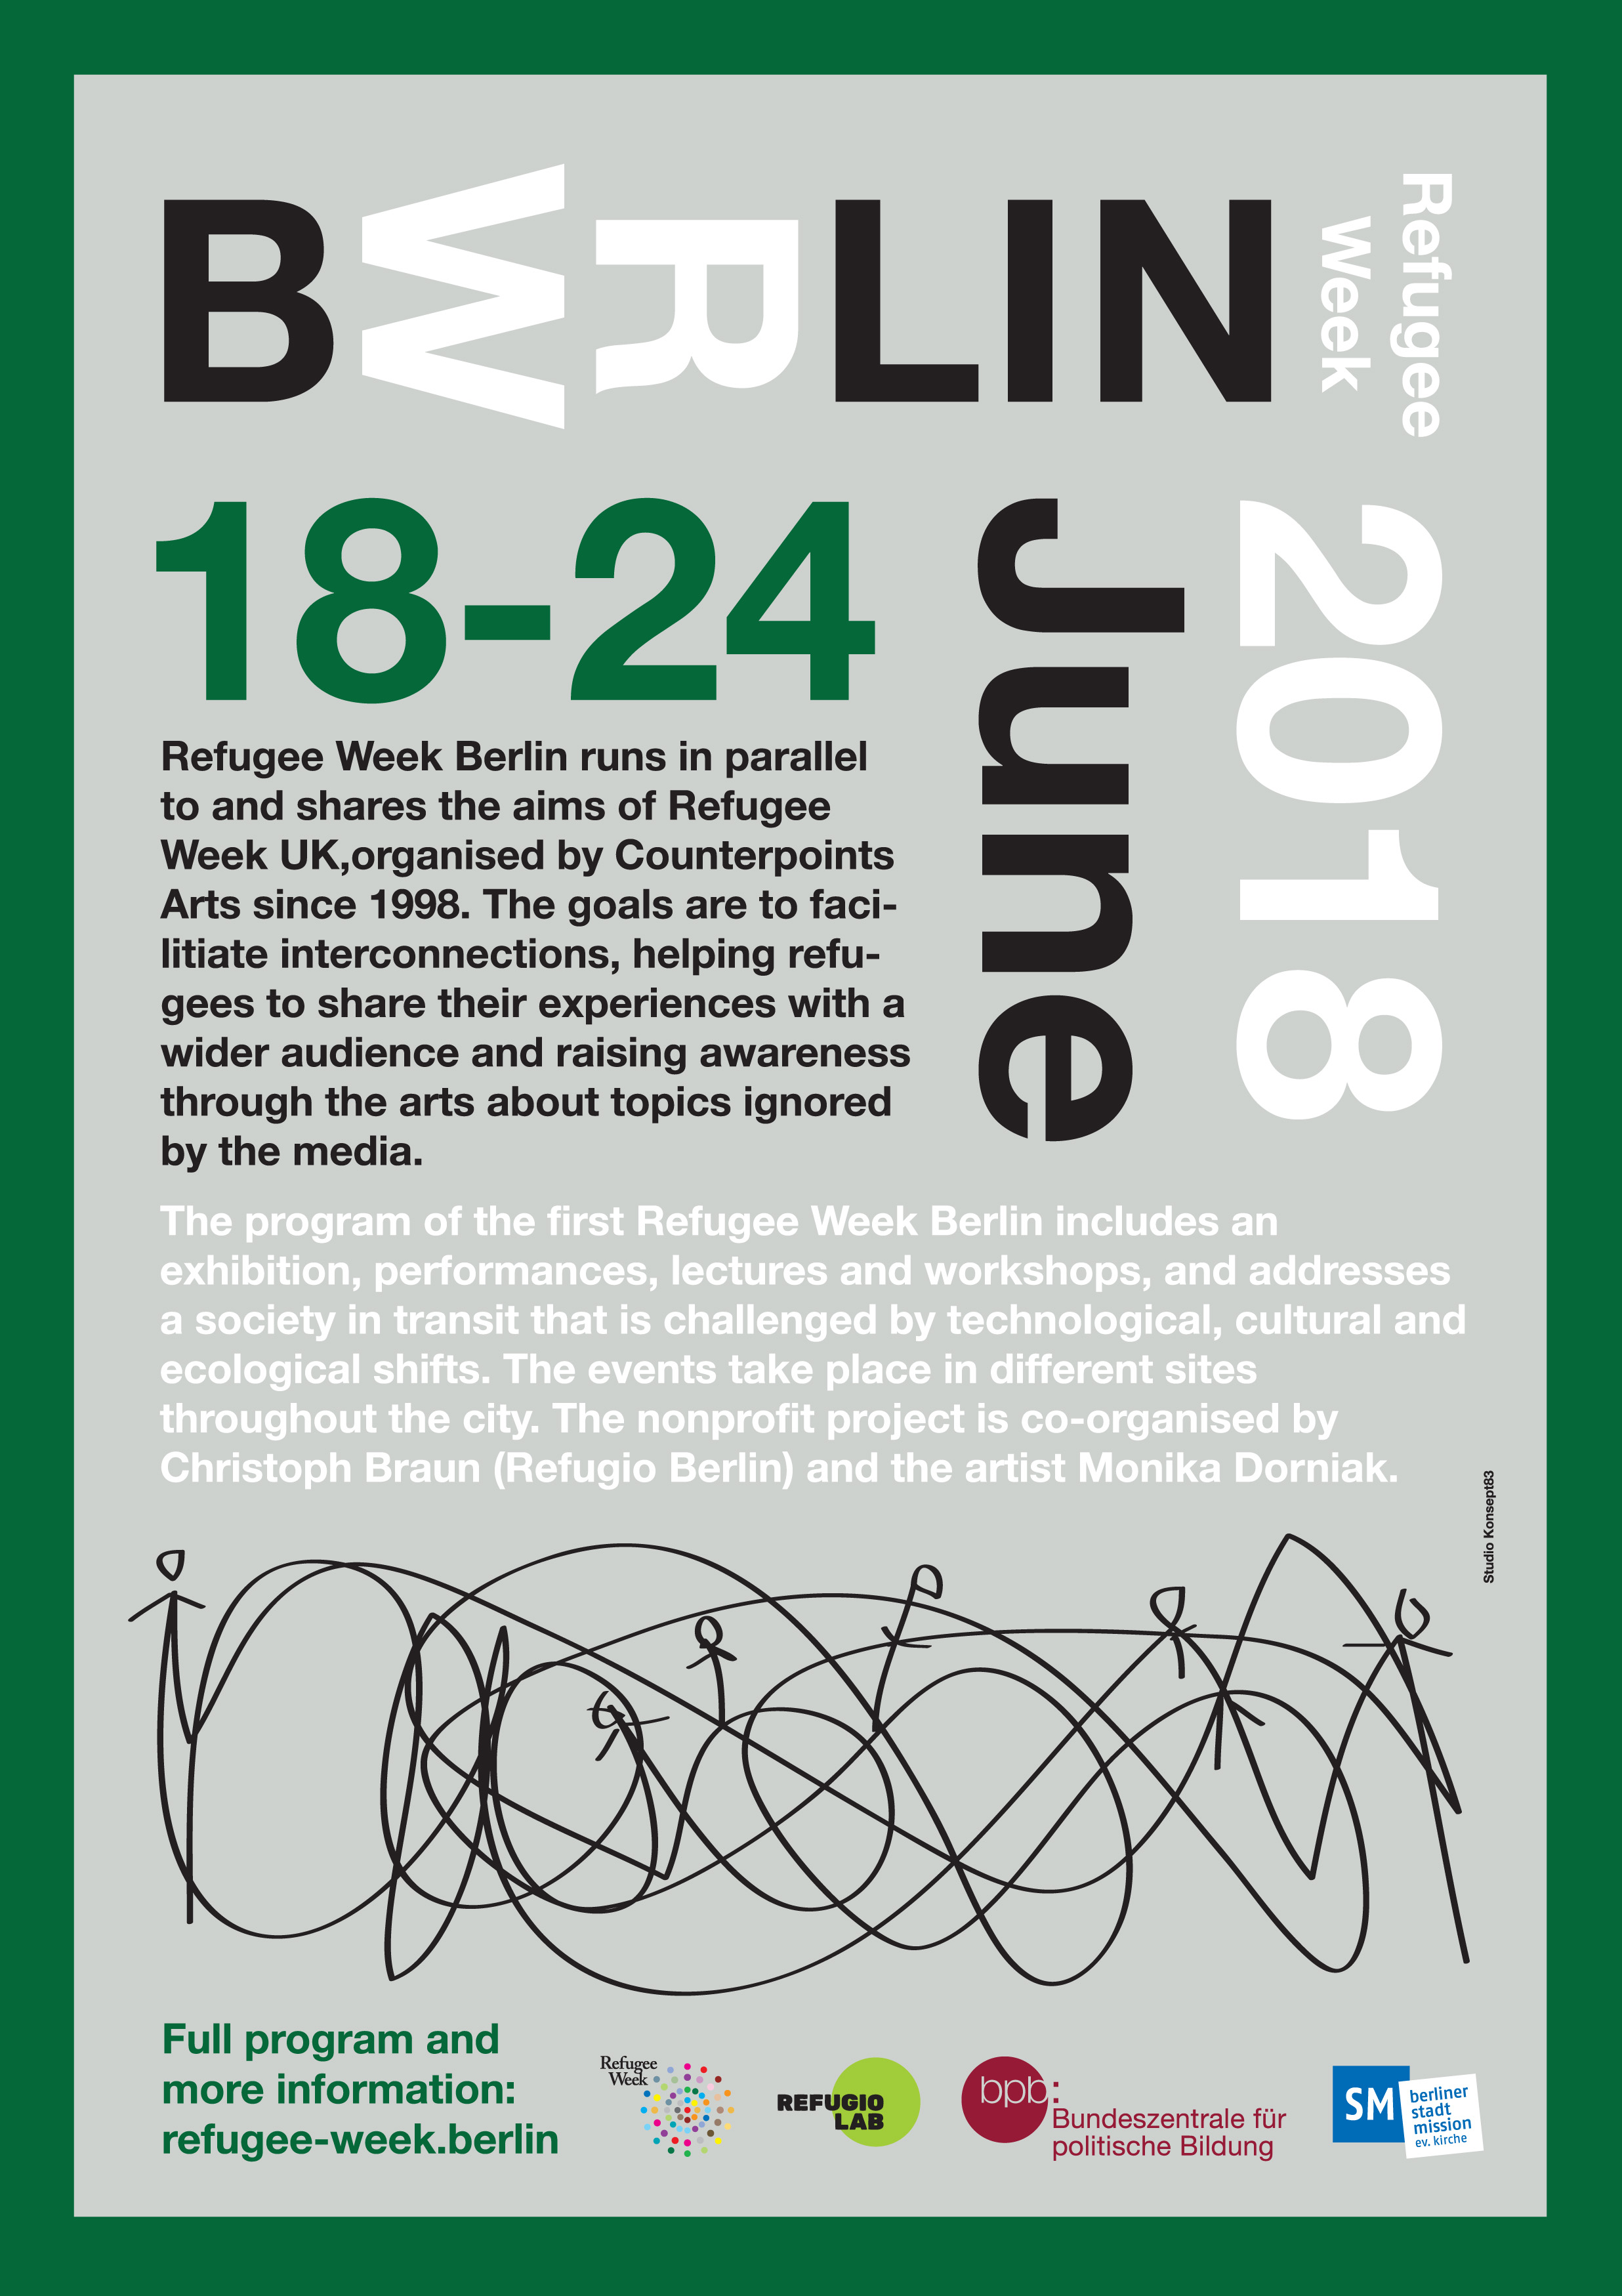 BWRLIN
Refugee
Week
18-24
June
2018
Refugee Week Berlin runs in parallel
to and shares the aims of Refugee
Week UK,organised by Counterpoints
Arts since 1998. The goals are to faci-
litiate interconnections, helping refu-
gees to share their experiences with a
wider audience and raising awareness
through the arts about topics ignored
by the media.
The program of the first Refugee Week Berlin includes an
exhibition, performances, lectures and workshops, and addresses
a society in transit that is challenged by technological, cultural and
ecological shifts. The events take place in different sites
throughout the city. The nonprofit project is co-organised by
Christoph Braun (Refugio Berlin) and the artist Monika Dorniak.
Studio Konsept83
Full program and
more information:
refugee-week.berlin
Refugee
Week
REFUGIO
LAB
bpb:
Bundeszentrale für
politische Bildung
SM
berliner
stadt
mission
ev. kirche